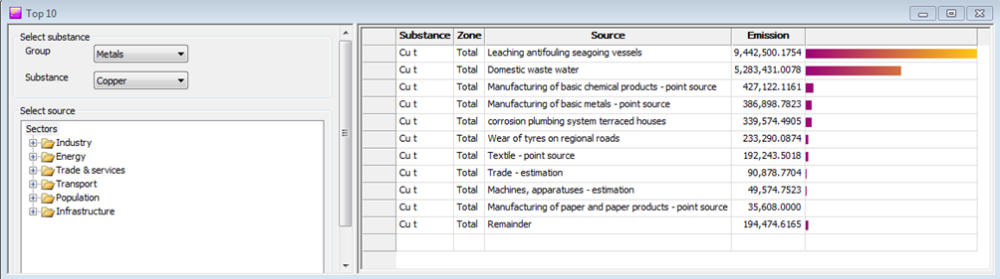 Top 10
Select substance
Group
Metals
Substance
Copper
Select source
Sectors
Industry
Energy
Trade & services
Transport
Population
Infrastructure
Substance Zone Source Emission
Cu t Total Leaching antifouling seagoing vessels 9,442,500.1754
Cu t Total Domestic waste water 5,283,431.0078
Cu t Total Manufacturing of basic chemical products - point source 427,122.1161
Cu t Total Manufacturing of basic metals - point source 386,898.7823
Cu t Total corrosion plumbing system terraced houses 339,574.4905
Cu t Total Wear of tyres on regional roads 233,290.0874
Cu t Total Textile - point source 192,243.5018
Cu t Total Trade - estimation 90,878.7704
Cu t Total Machines, apparatuses - estimation 49,574.7523
Cu t Total Manufacturing of paper and paper products - point source 35,608.0000
Cu t Total Remainder 194,474.6165